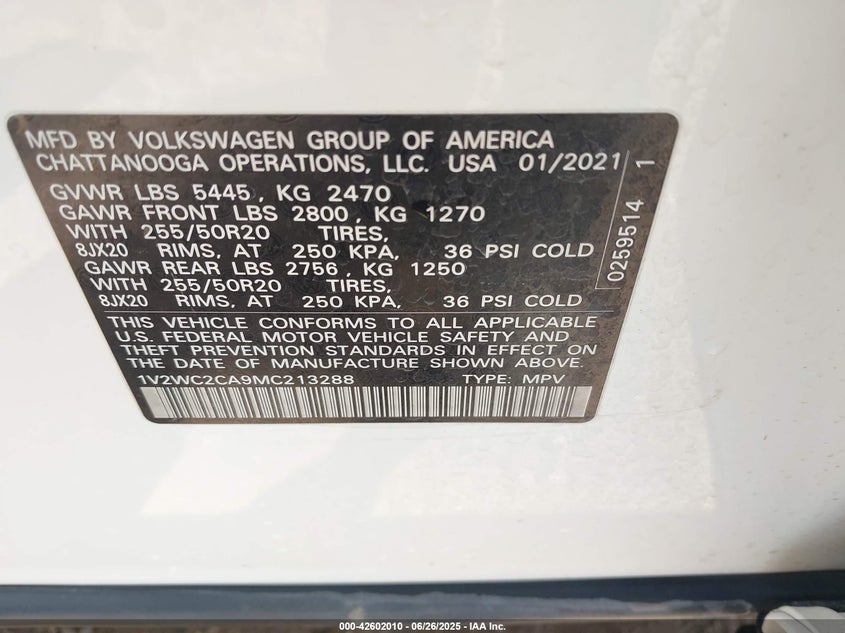 MFD BY VOLKSWAGEN GROUP OF AMERICA
CHATTANOOGA OPERATIONS, LLC. USA 01/2021
GVWR LBS 5445, KG 2470
GAWR FRONT LBS 2800, KG 1270
WITH 255/50R20 TIRES,
8JX20 RIMS, AT 250 KPA, 36 PSI COLD
GAWR REAR LBS 2756, KG 1250
WITH 255/50R20 TIRES,
8JX20 RIMS, AT 250 KPA, 36 PSI COLD
THIS VEHICLE CONFORMS TO ALL APPLICABLE
U.S. FEDERAL MOTOR VEHICLE SAFETY AND
THEFT PREVENTION STANDARDS IN EFFECT ON
THE DATE OF MANUFACTURE SHOWN ABOVE.
1V2WC2CA9MC213288 TYPE: MPV
0259514 1
000-42602010 - 06/26/2025 - IAA Inc.